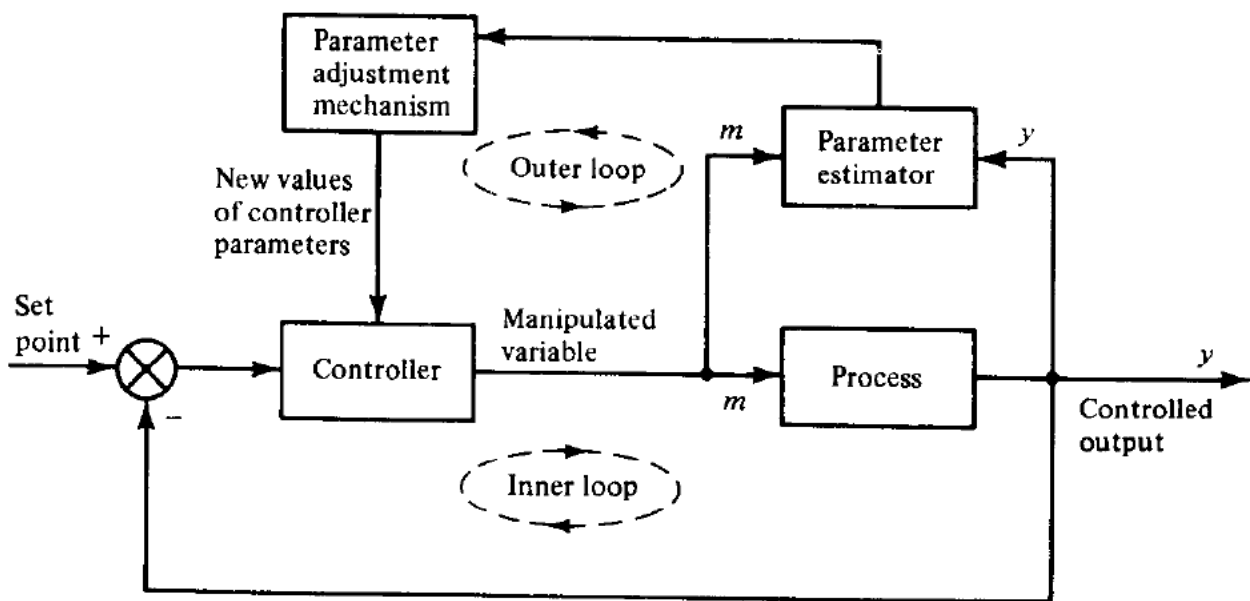 Parameter
adjustment
mechanism
m
y
Parameter
estimator
Outer loop
New values
of controller
parameters
Set
point +
Manipulated
variable
Controller
Process
m
y
−
Controlled
output
Inner loop